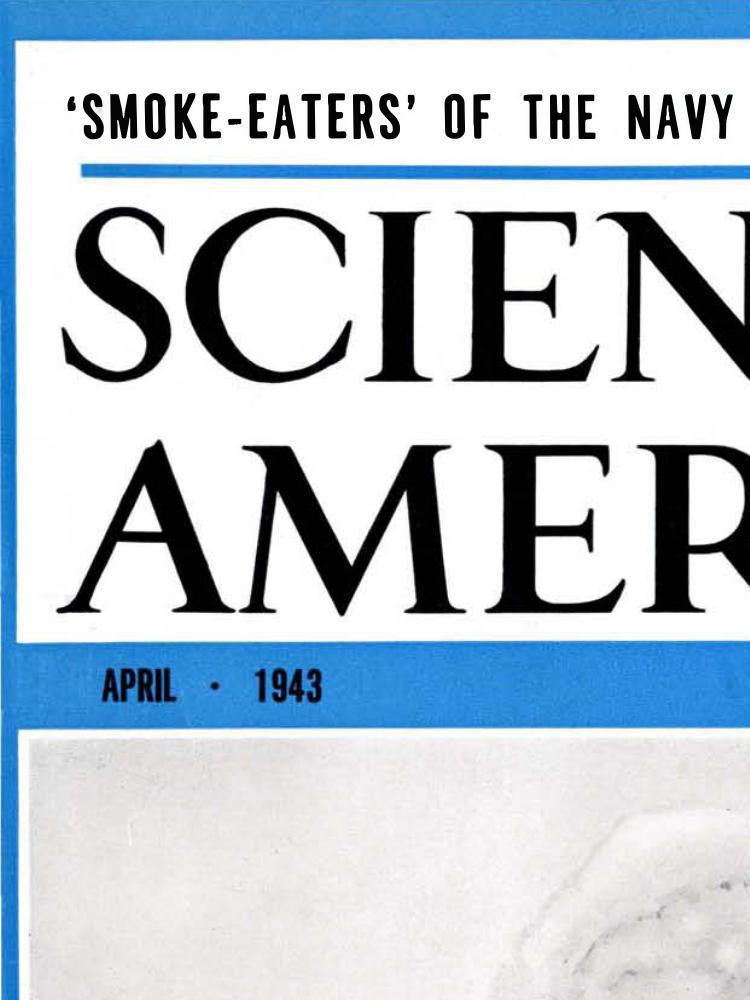 ‘SMOKE-EATERS’ OF THE NAVY
SCIEN
AMER
APRIL · 1943